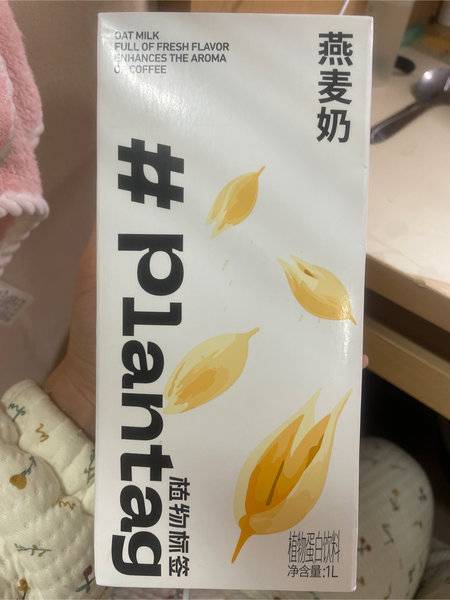 OAT MILK
FULL OF FRESH FLAVOR
ENHANCES THE AROMA
OF COFFEE
燕麦奶
# plantag
植物标签
植物蛋白饮料
净含量:1L